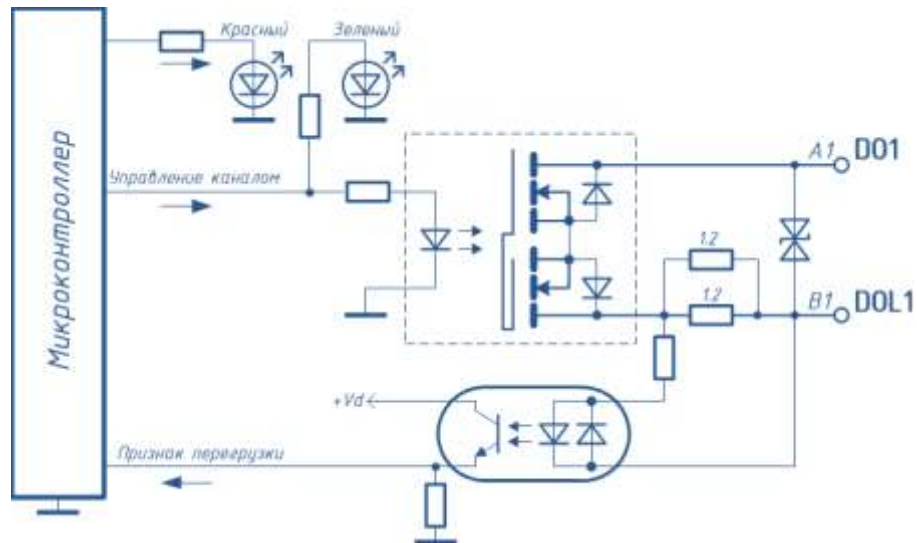 Красный
Зеленый
Микроконтроллер
Управление каналом
A1 DO1
1.2
1.2
B1 DOL1
+Vd
Признак перегрузки